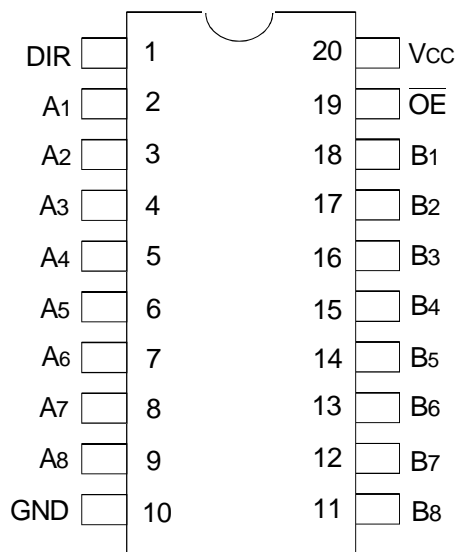 DIR 1 20 VCC
A1 2 19 O̅E̅
A2 3 18 B1
A3 4 17 B2
A4 5 16 B3
A5 6 15 B4
A6 7 14 B5
A7 8 13 B6
A8 9 12 B7
GND 10 11 B8